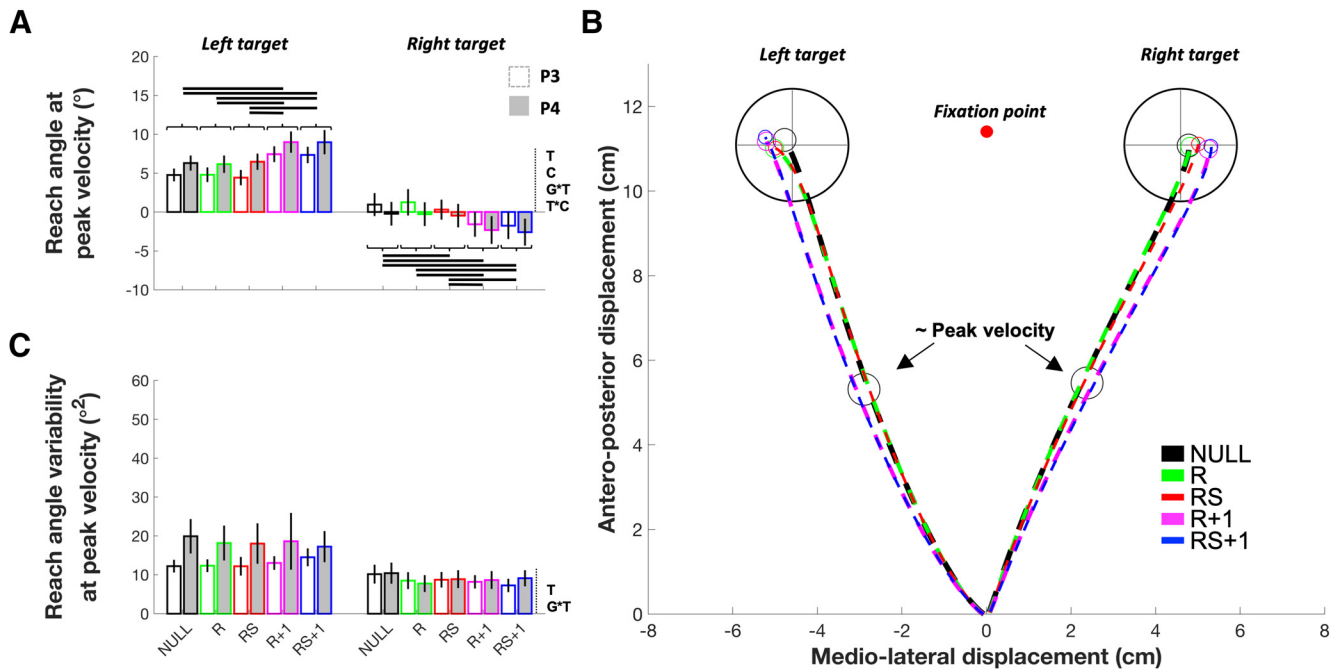 A
Left target
Right target
Reach angle at
peak velocity (°)
20
15
10
5
0
-5
-10
P3
P4
T
C
G*T
T*C
C
Reach angle variability
at peak velocity (°2)
60
50
40
30
20
10
0
T
G*T
NULL
R
RS
R+1
RS+1
NULL
R
RS
R+1
RS+1
B
Left target
Right target
Fixation point
Antero-posterior displacement (cm)
12
10
8
6
4
2
0
~ Peak velocity
NULL
R
RS
R+1
RS+1
-8
-6
-4
-2
0
2
4
6
8
Medio-lateral displacement (cm)